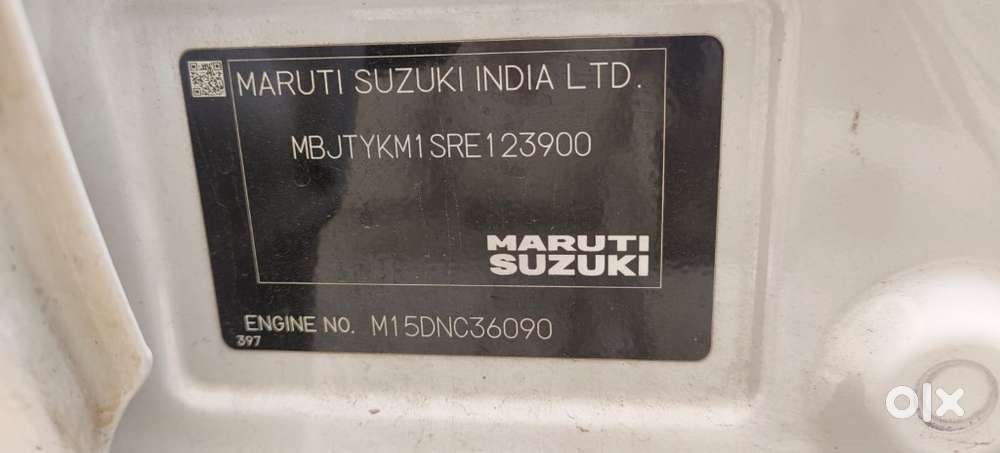 MARUTI SUZUKI INDIA LTD.
MBJTYKM1SRE123900
MARUTI
SUZUKI
ENGINE NO. M15DNC36090
397
olx